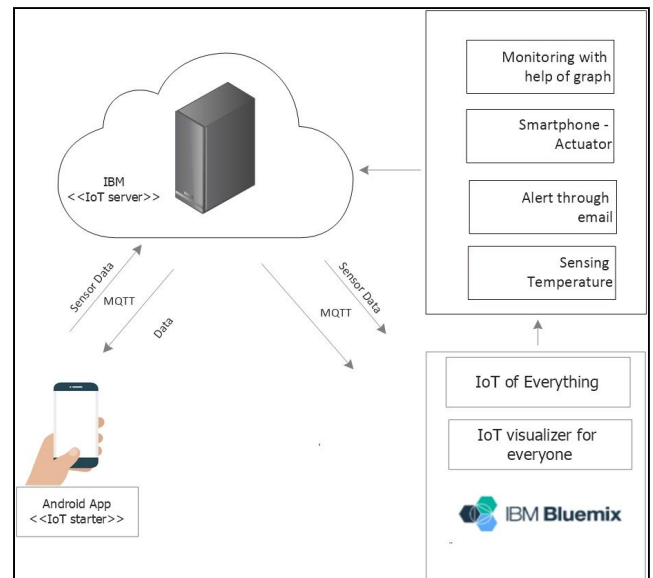 IBM
<<IoT server>>
Sensor Data
MQTT
Data
MQTT
Sensor Data
Android App
<<IoT starter>>
Monitoring with
help of graph
Smartphone -
Actuator
Alert through
email
Sensing
Temperature
IoT of Everything
IoT visualizer for
everyone
IBM Bluemix